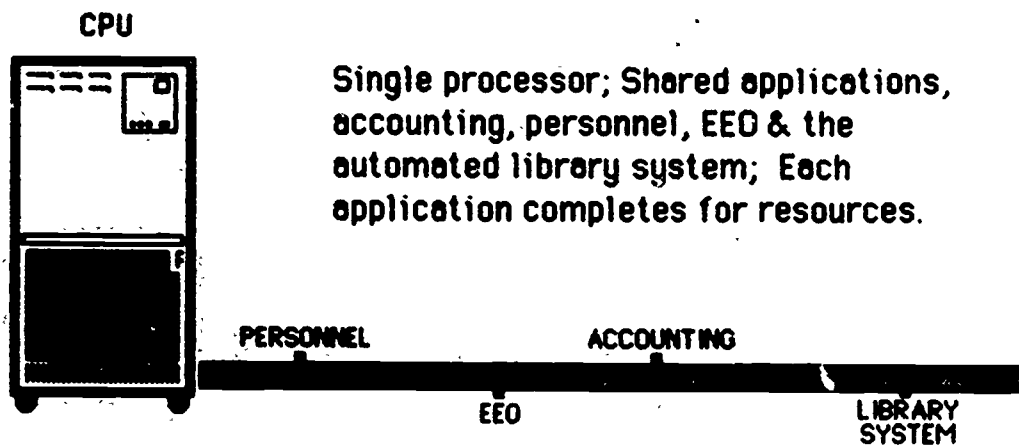 CPU
Single processor; Shared applications,
accounting, personnel, EEO & the
automated library system; Each
application completes for resources.
F
PERSONNEL
ACCOUNTING
EEO
LIBRARY
SYSTEM